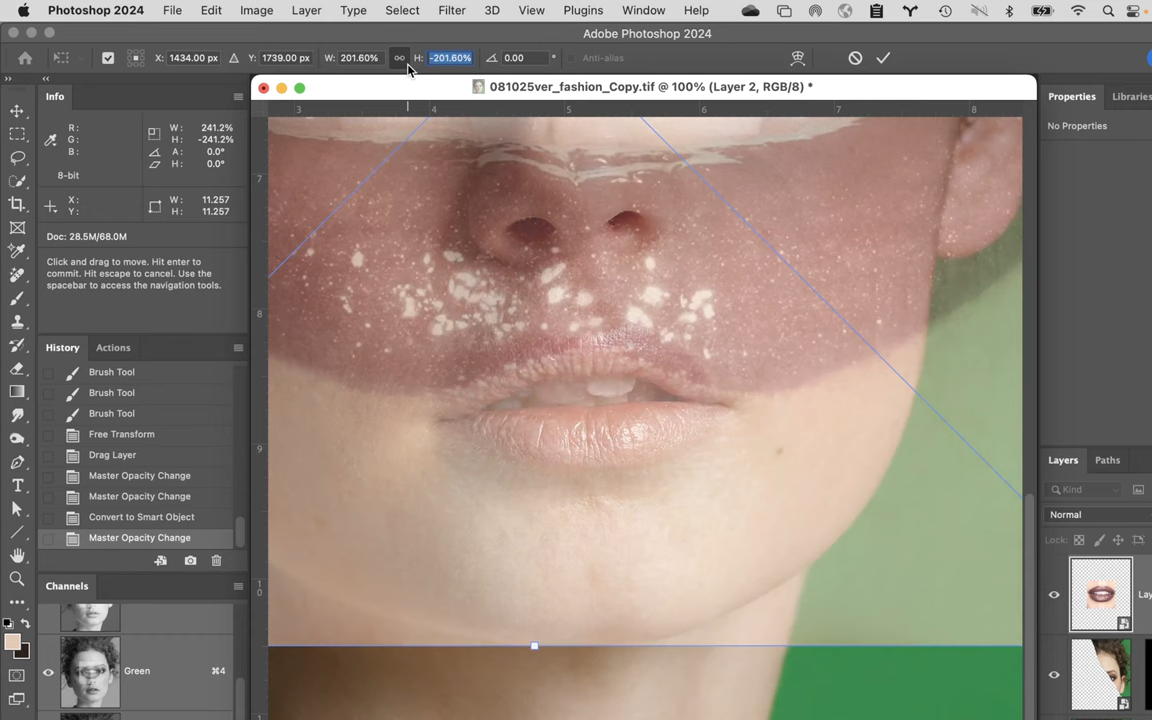 Photoshop 2024 File Edit Image Layer Type Select Filter 3D View Plugins Window Help
Adobe Photoshop 2024
X: 1434.00 px Y: 1739.00 px W: 201.60% H: -201.60% 0.00 ° Anti-alias
081025ver_fashion_Copy.tif @ 100% (Layer 2, RGB/8) *
Info
R:
G:
B:
8-bit
W: 241.2%
H: -241.2%
A: 0.0°
H: 0.0°
X:
Y:
W: 11.257
H: 11.257
Doc: 28.5M/68.0M
Click and drag to move. Hit enter to
commit. Hit escape to cancel. Use the
spacebar to access the navigation tools.
History Actions
Brush Tool
Brush Tool
Brush Tool
Free Transform
Drag Layer
Master Opacity Change
Master Opacity Change
Convert to Smart Object
Master Opacity Change
Channels
Green ⌘4
3 4 5 6 7 8
7
8
9
1
0
1
Properties Libraries
No Properties
Layers Paths
Kind
Normal
Lock:
Lay